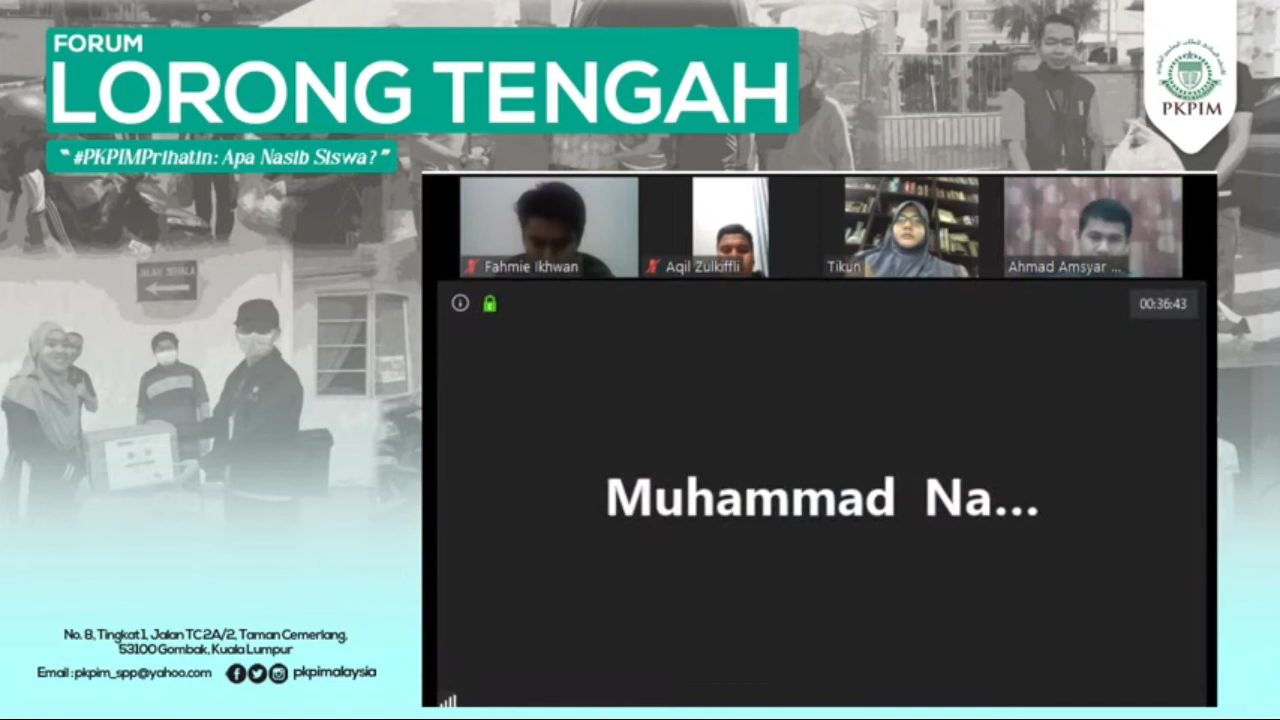 FORUM
LORONG TENGAH
"#PKPIMPrihatin: Apa Nasib Siswa?"
PKPIM
Fahmie Ikhwan
Aqil Zulkiffli
Tikun
Ahmad Amsyar ...
00:36:43
Muhammad Na...
No. 8, Tingkat 1, Jalan TC 2A/2, Taman Cemerlang,
53100 Gombak, Kuala Lumpur
Email : pkpim_spp@yahoo.com
pkpimalaysia